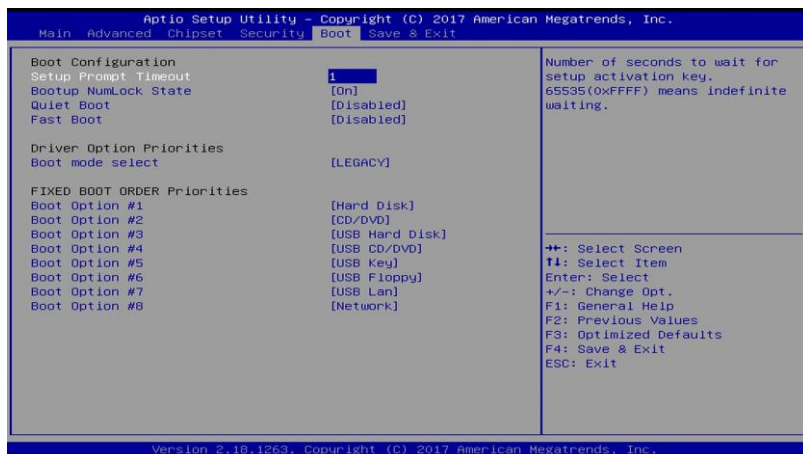 Aptio Setup Utility – Copyright (C) 2017 American Megatrends, Inc.
Main Advanced Chipset Security Boot Save & Exit
Boot Configuration
Setup Prompt Timeout 1
Bootup NumLock State [On]
Quiet Boot [Disabled]
Fast Boot [Disabled]
Driver Option Priorities
Boot mode select [LEGACY]
FIXED BOOT ORDER Priorities
Boot Option #1 [Hard Disk]
Boot Option #2 [CD/DVD]
Boot Option #3 [USB Hard Disk]
Boot Option #4 [USB CD/DVD]
Boot Option #5 [USB Key]
Boot Option #6 [USB Floppy]
Boot Option #7 [USB Lan]
Boot Option #8 [Network]
Number of seconds to wait for
setup activation key.
65535(0xFFFF) means indefinite
waiting.
→←: Select Screen
↑↓: Select Item
Enter: Select
+/-: Change Opt.
F1: General Help
F2: Previous Values
F3: Optimized Defaults
F4: Save & Exit
ESC: Exit
Version 2.18.1263. Copyright (C) 2017 American Megatrends, Inc.